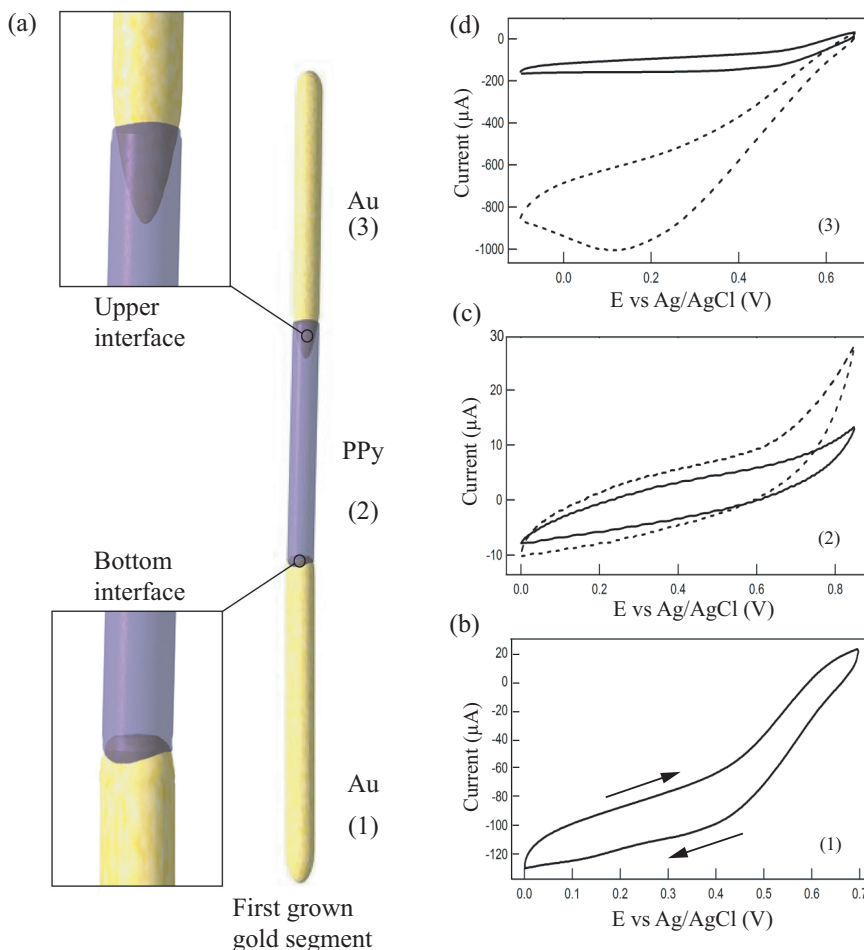 (a)
Upper
interface
Bottom
interface
Au
(3)
PPy
(2)
Au
(1)
First grown
gold segment
(d)
Current (μA)
0
-200
-400
-600
-800
-1000
0.0 0.2 0.4 0.6
E vs Ag/AgCl (V)
(3)
(c)
Current (μA)
30
20
10
0
-10
0.0 0.2 0.4 0.6 0.8
E vs Ag/AgCl (V)
(2)
(b)
Current (μA)
20
0
-20
-40
-60
-80
-100
-120
0.0 0.1 0.2 0.3 0.4 0.5 0.6 0.7
E vs Ag/AgCl (V)
(1)